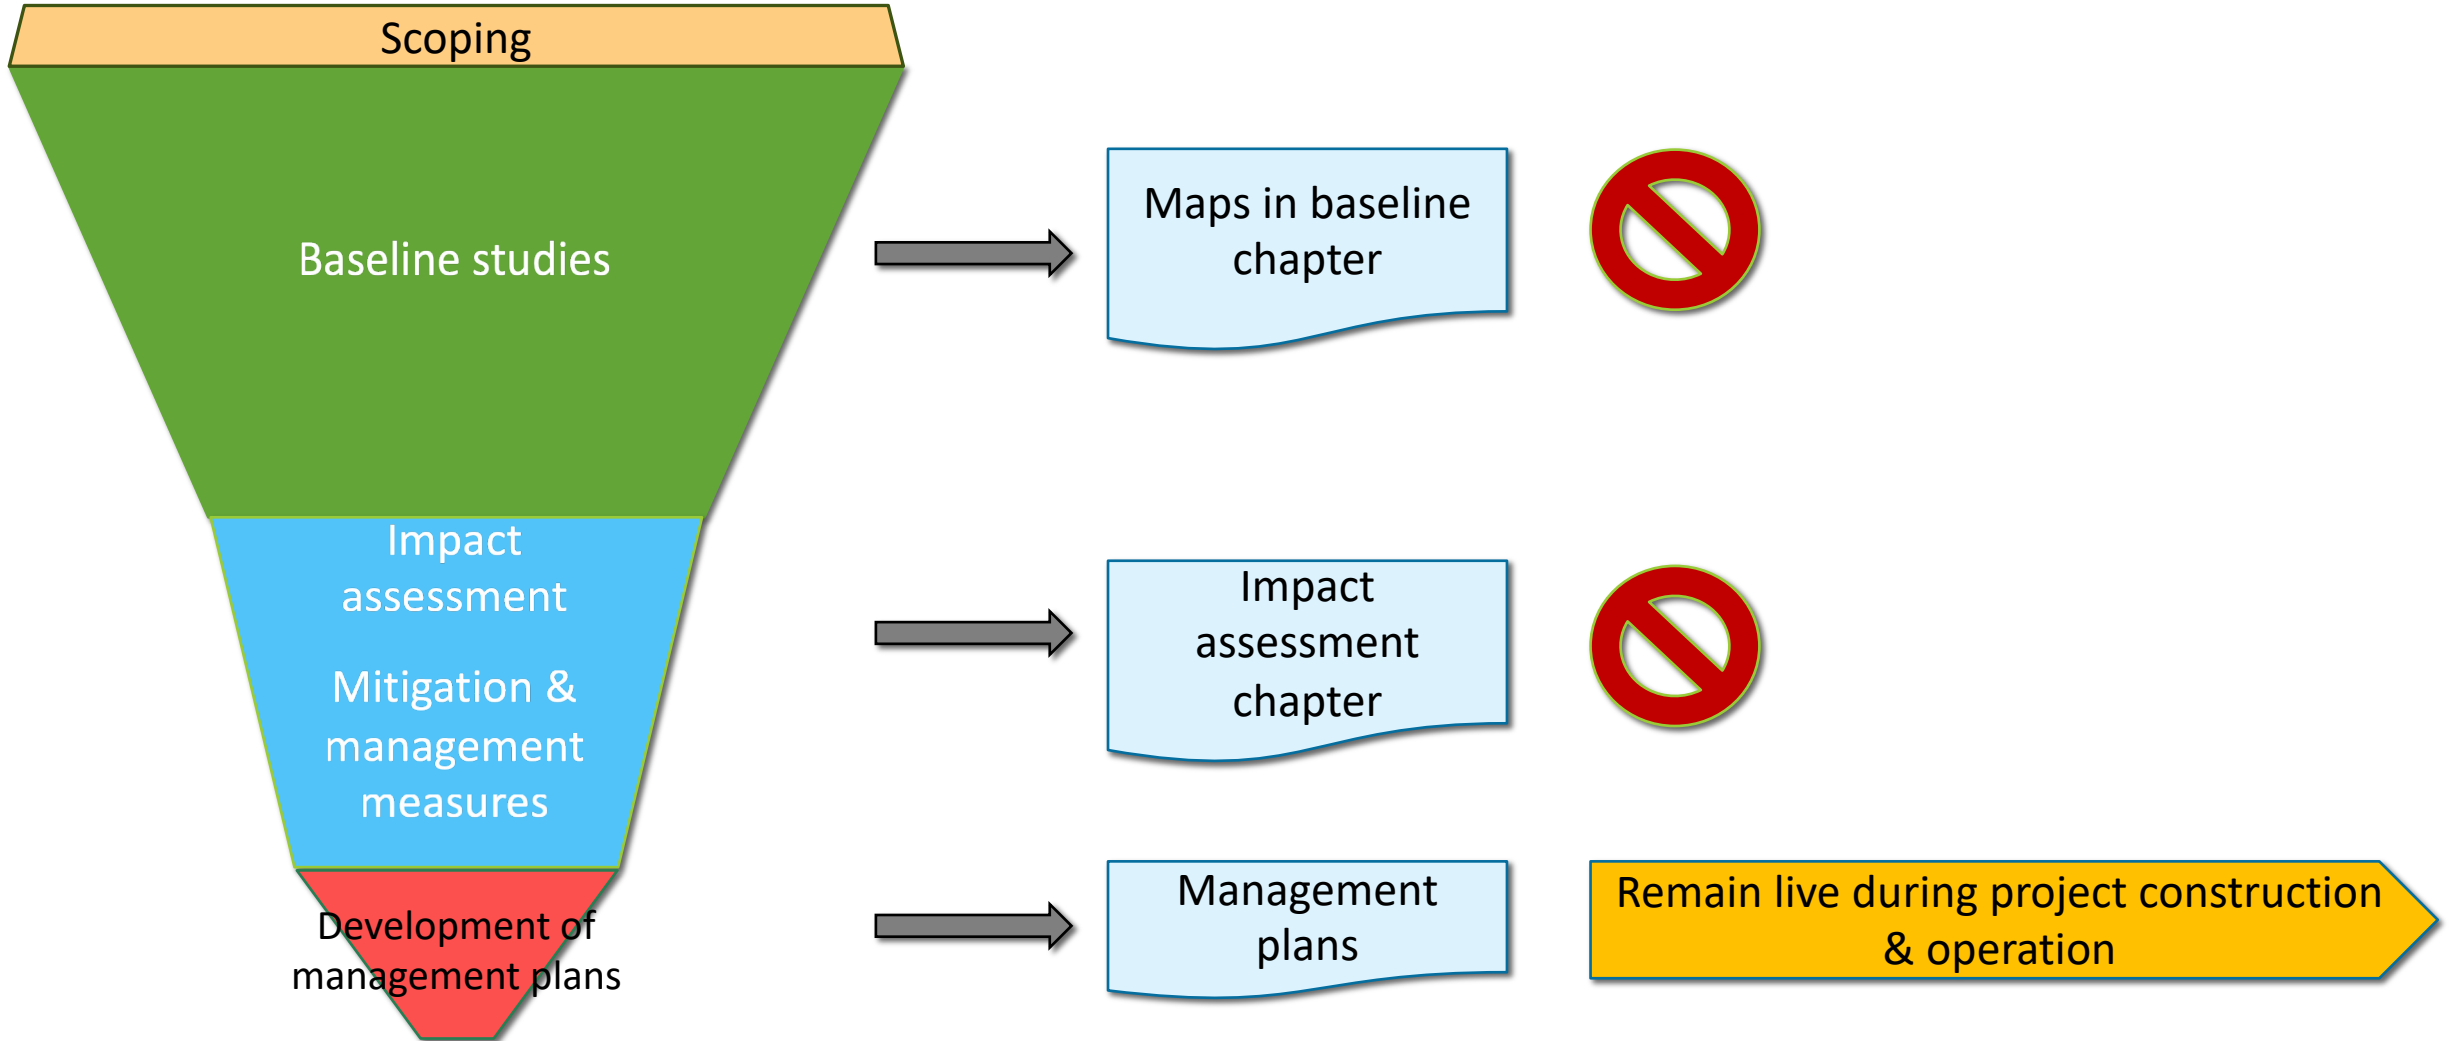 Scoping
Baseline studies
Maps in baseline
chapter
Impact
assessment
Mitigation &
management
measures
Impact
assessment
chapter
Development of
management plans
Management
plans
Remain live during project construction
& operation